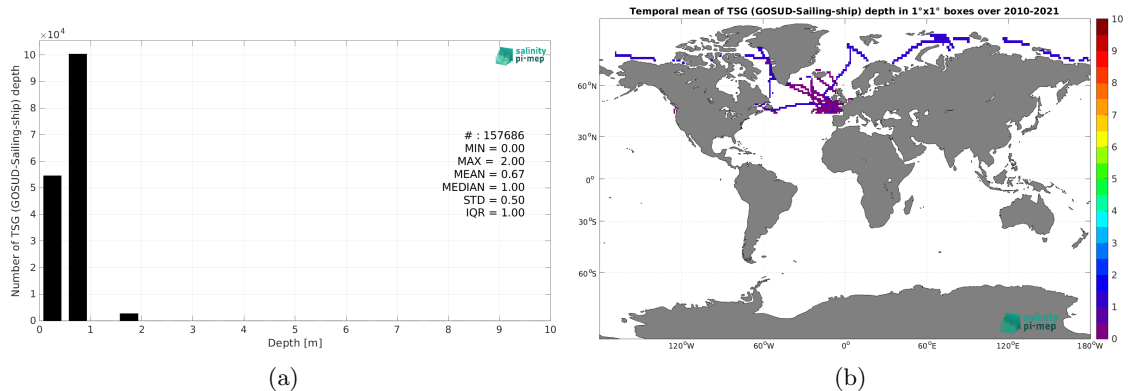 ×10⁴
10
9
8
7
6
5
4
3
2
1
0
Number of TSG (GOSUD-Sailing-ship) depth
salinity
pi-mep
# : 157686
MIN = 0.00
MAX = 2.00
MEAN = 0.67
MEDIAN = 1.00
STD = 0.50
IQR = 1.00
0 1 2 3 4 5 6 7 8 9 10
Depth [m]
(a)
Temporal mean of TSG (GOSUD-Sailing-ship) depth in 1°x1° boxes over 2010-2021
60°N
30°N
0°
30°S
60°S
120°W 60°W 0° 60°E 120°E 180°W
salinity
pi-mep
10
9
8
7
6
5
4
3
2
1
0
(b)